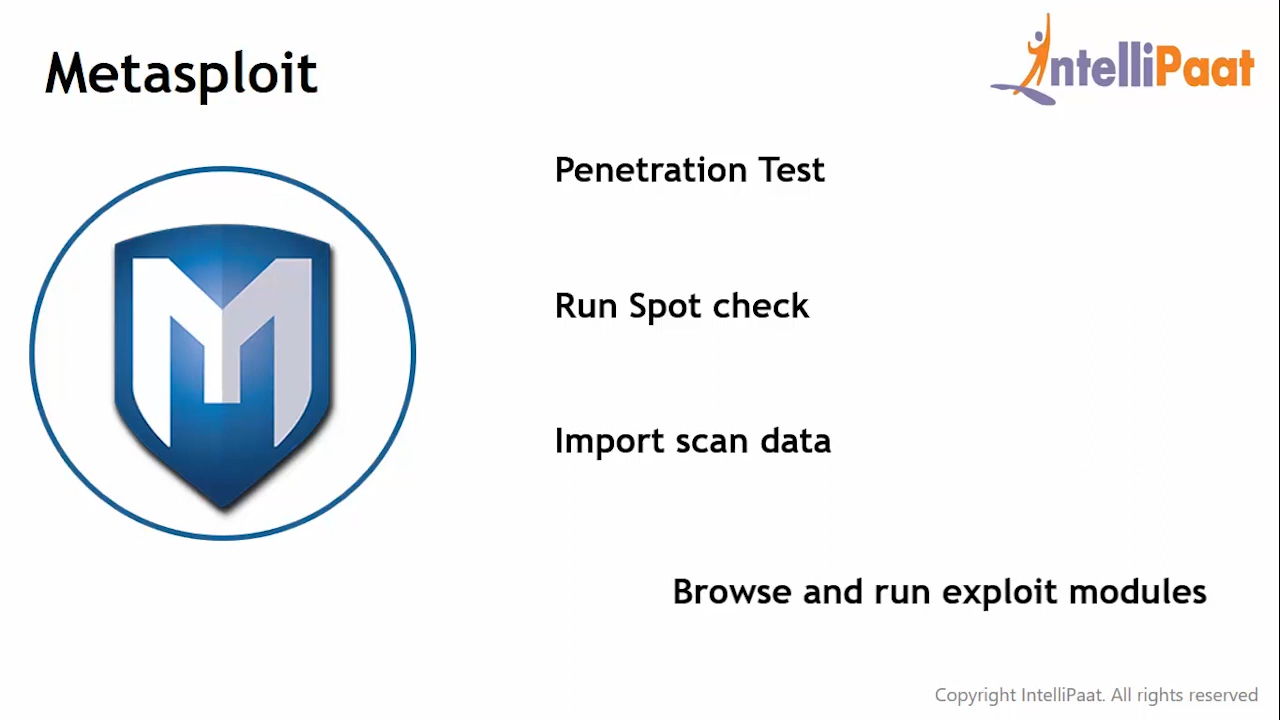 Metasploit
IntelliPaat
Penetration Test
Run Spot check
Import scan data
Browse and run exploit modules
Copyright IntelliPaat. All rights reserved